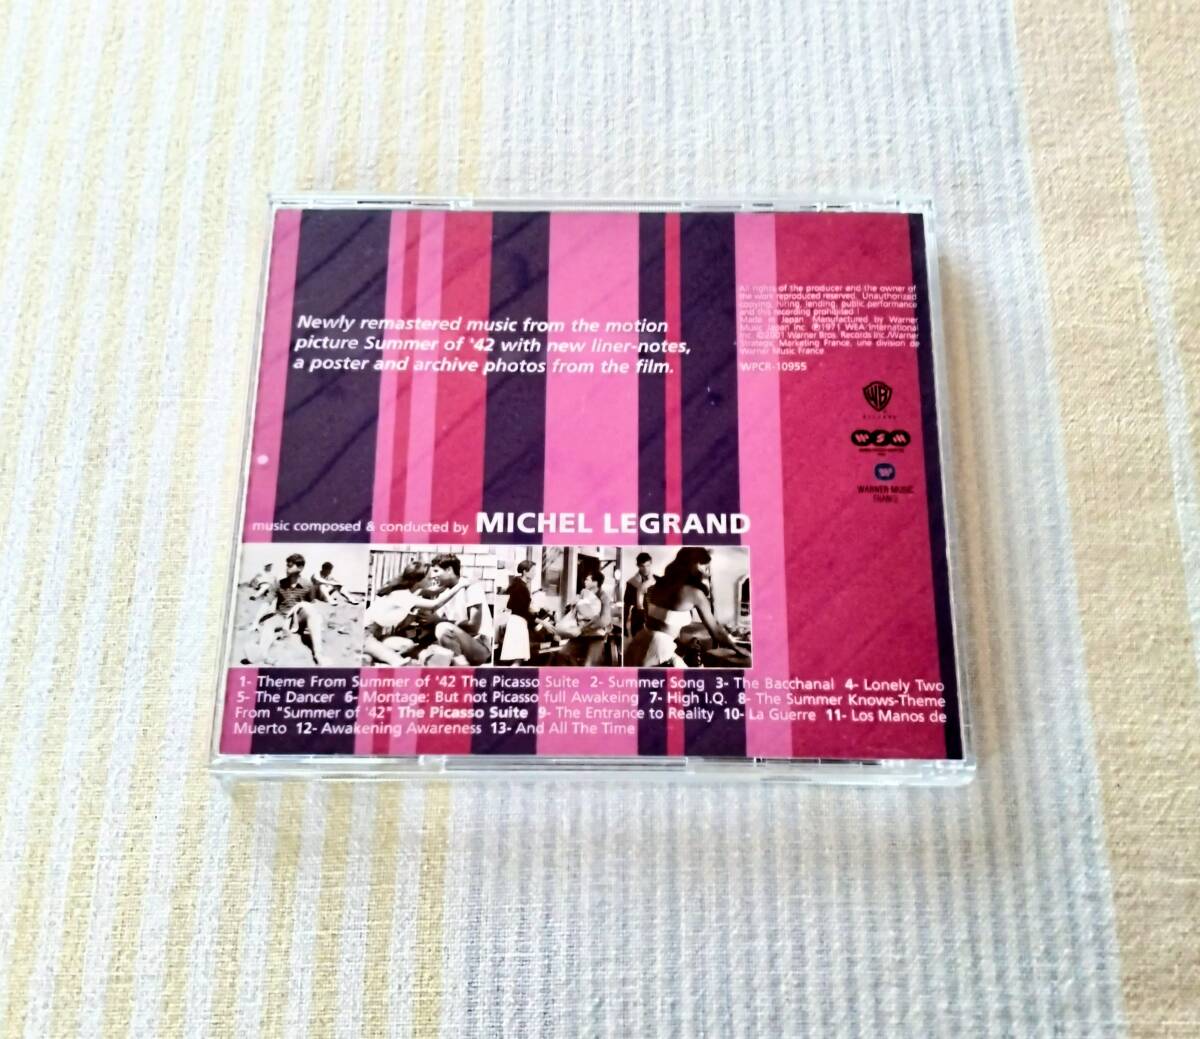 Newly remastered music from the motion
picture Summer of '42 with new liner-notes,
a poster and archive photos from the film.
All rights of the producer and the owner of
the work reproduced reserved. Unauthorized
copying, hiring, lending, public performance
and this recording prohibited
Made in Japan. Manufactured by Warner
Music Japan Inc. ℗1971 WEA International
Inc. ©2001 Warner Bros. Records Inc./Warner
Strategic Marketing France, une division de
Warner Music France
WPCR-10955
WB
WSM
WARNER MUSIC
FRANCE
music composed & conducted by MICHEL LEGRAND
1- Theme From Summer of '42 The Picasso Suite 2- Summer Song 3- The Bacchanal 4- Lonely Two
5- The Dancer 6- Montage: But not Picasso full Awakeing 7- High I.Q. 8- The Summer Knows-Theme
From "Summer of '42" The Picasso Suite 9- The Entrance to Reality 10- La Guerre 11- Los Manos de
Muerto 12- Awakening Awareness 13- And All The Time